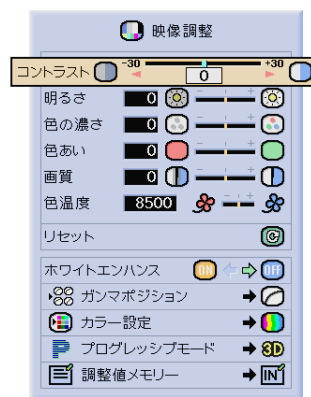 映像調整
コントラスト -30 0 +30
明るさ 0
色の濃さ 0
色あい 0
画質 0
色温度 8500
リセット
ホワイトエンハンス ON OFF
ガンマポジション
カラー設定
プログレッシブモード 3D
調整値メモリー IN